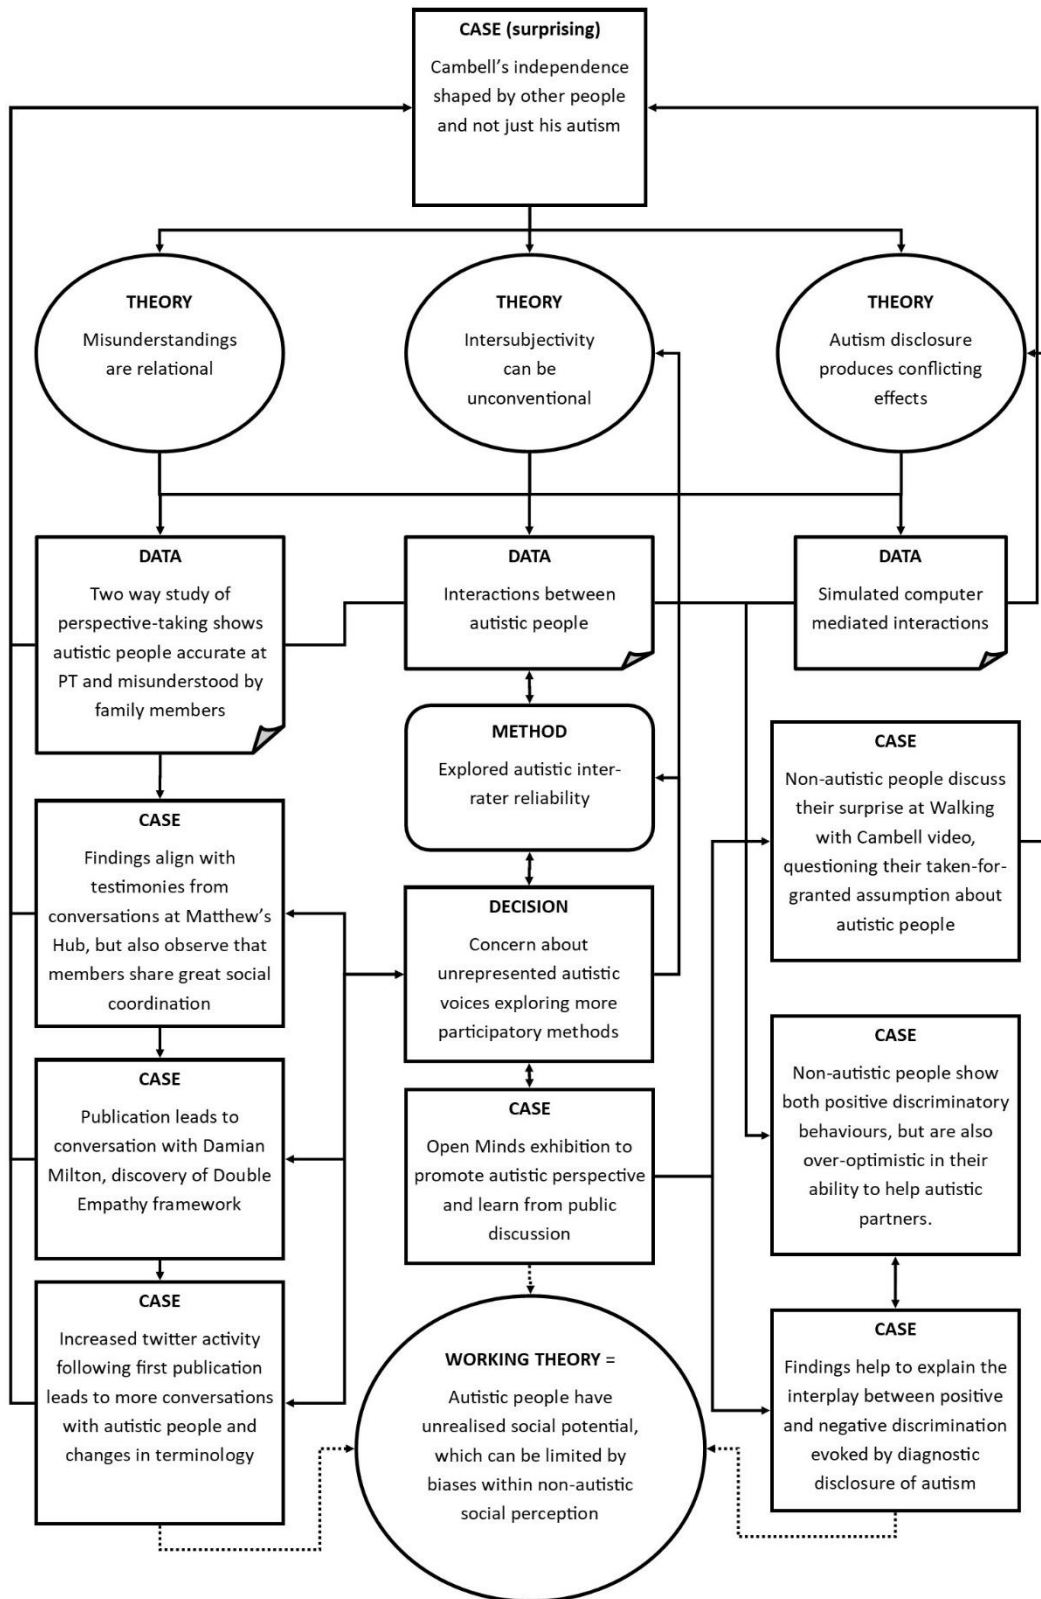 CASE (surprising)
Cambell’s independence
shaped by other people
and not just his autism
THEORY
Misunderstandings
are relational
THEORY
Intersubjectivity
can be
unconventional
THEORY
Autism disclosure
produces conflicting
effects
DATA
Two way study of
perspective-taking shows
autistic people accurate at
PT and misunderstood by
family members
DATA
Interactions between
autistic people
DATA
Simulated computer
mediated interactions
METHOD
Explored autistic inter-
rater reliability
CASE
Non-autistic people discuss
their surprise at Walking
with Cambell video,
questioning their taken-for-
granted assumption about
autistic people
CASE
Findings align with
testimonies from
conversations at Matthew’s
Hub, but also observe that
members share great social
coordination
DECISION
Concern about
unrepresented autistic
voices exploring more
participatory methods
CASE
Non-autistic people show
both positive discriminatory
behaviours, but are also
over-optimistic in their
ability to help autistic
partners.
CASE
Publication leads to
conversation with Damian
Milton, discovery of Double
Empathy framework
CASE
Open Minds exhibition to
promote autistic perspective
and learn from public
discussion
CASE
Increased twitter activity
following first publication
leads to more conversations
with autistic people and
changes in terminology
WORKING THEORY =
Autistic people have
unrealised social potential,
which can be limited by
biases within non-autistic
social perception
CASE
Findings help to explain the
interplay between positive
and negative discrimination
evoked by diagnostic
disclosure of autism